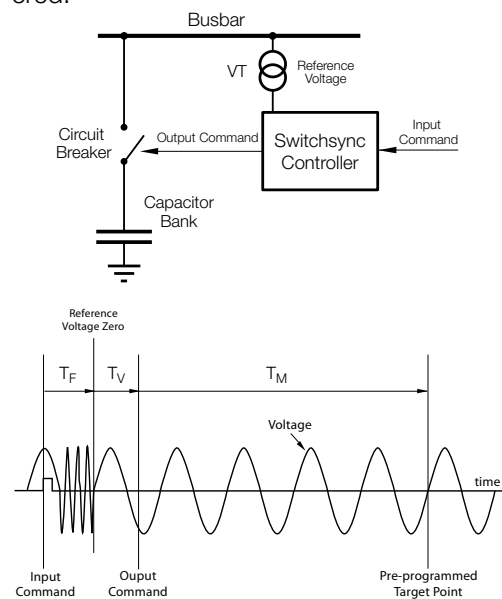 ered.
Busbar
VT
Reference
Voltage
Circuit
Breaker
Output Command
Switchsync
Controller
Input
Command
Capacitor
Bank
Reference
Voltage Zero
TF
TV
TM
Voltage
time
Input
Command
Ouput
Command
Pre-programmed
Target Point